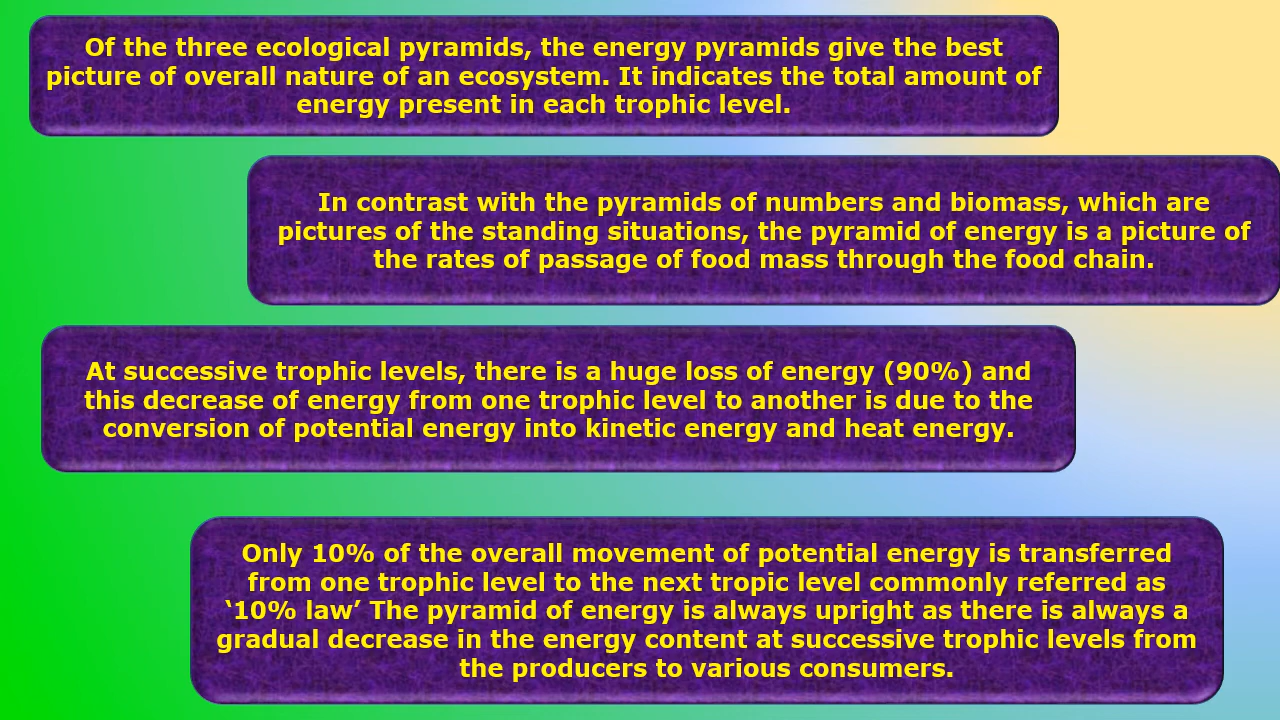 Of the three ecological pyramids, the energy pyramids give the best
picture of overall nature of an ecosystem. It indicates the total amount of
energy present in each trophic level.
In contrast with the pyramids of numbers and biomass, which are
pictures of the standing situations, the pyramid of energy is a picture of
the rates of passage of food mass through the food chain.
At successive trophic levels, there is a huge loss of energy (90%) and
this decrease of energy from one trophic level to another is due to the
conversion of potential energy into kinetic energy and heat energy.
Only 10% of the overall movement of potential energy is transferred
from one trophic level to the next tropic level commonly referred as
‘10% law’ The pyramid of energy is always upright as there is always a
gradual decrease in the energy content at successive trophic levels from
the producers to various consumers.